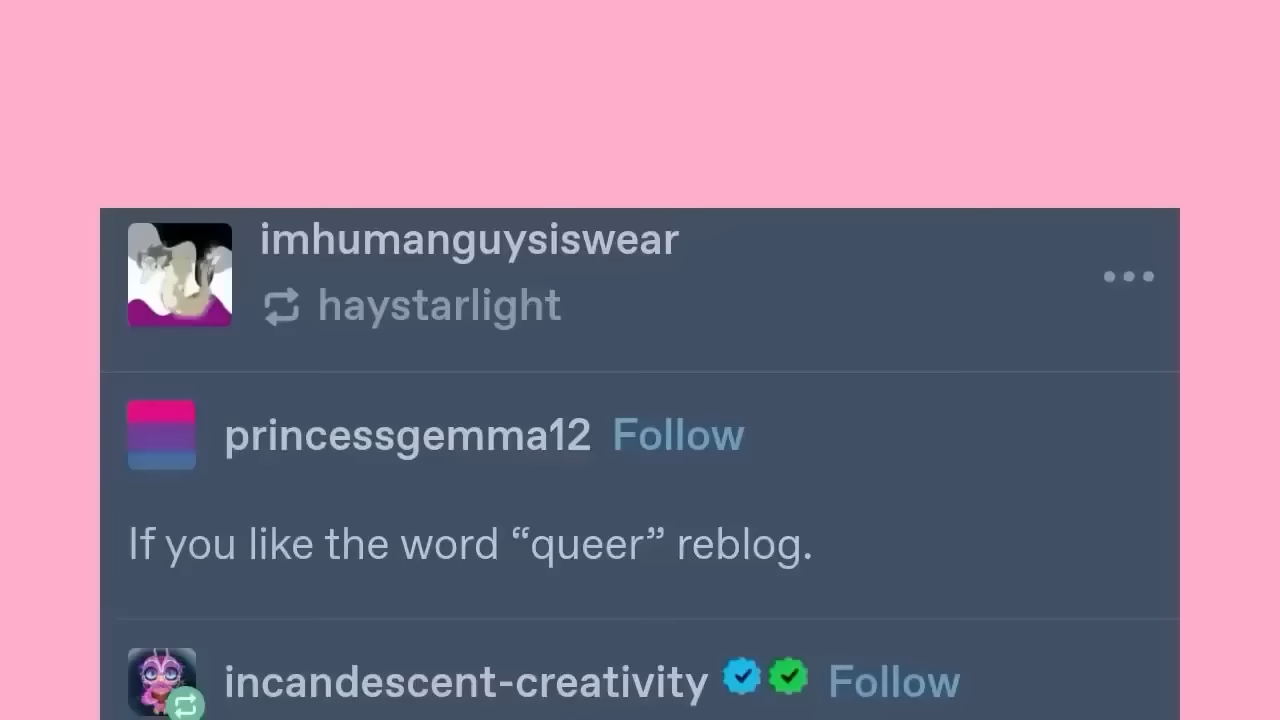 imhumanguysiswear
haystarlight
princessgemma12 Follow
If you like the word “queer” reblog.
incandescent-creativity Follow